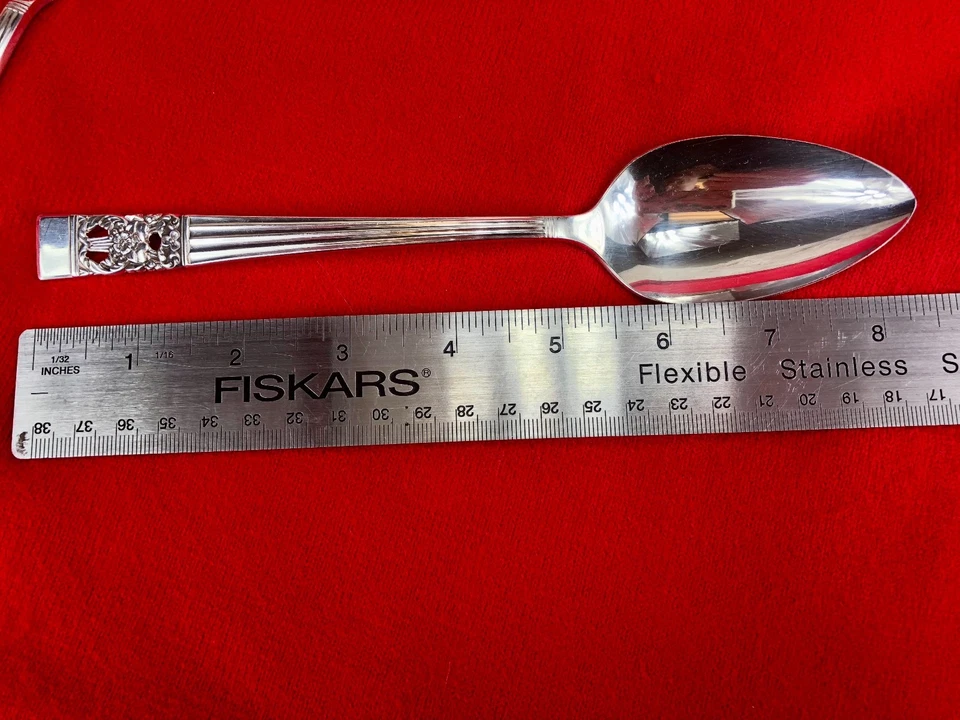 1 2 3 4 5 6 7 8
1/32 1/16
INCHES
FISKARS® Flexible Stainless S
38 37 36 35 34 33 32 31 30 29 28 27 26 25 24 23 22 21 20 19 18 17